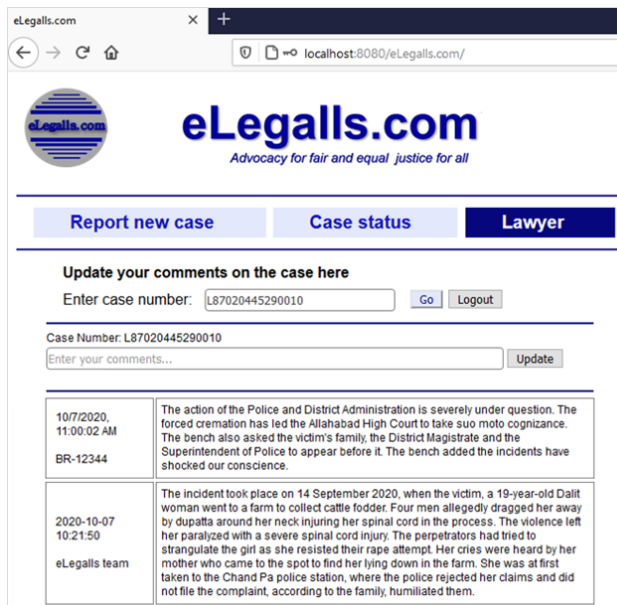 eLegalls.com
localhost:8080/eLegalls.com/
eLegalls.com
eLegalls.com
Advocacy for fair and equal justice for all
Report new case
Case status
Lawyer
Update your comments on the case here
Enter case number: L87020445290010 Go Logout
Case Number: L87020445290010
Enter your comments... Update
10/7/2020,
11:00:02 AM
BR-12344
The action of the Police and District Administration is severely under question. The
forced cremation has led the Allahabad High Court to take suo moto cognizance.
The bench also asked the victim's family, the District Magistrate and the
Superintendent of Police to appear before it. The bench added the incidents have
shocked our conscience.
2020-10-07
10:21:50
eLegalls team
The incident took place on 14 September 2020, when the victim, a 19-year-old Dalit
woman went to a farm to collect cattle fodder. Four men allegedly dragged her away
by dupatta around her neck injuring her spinal cord in the process. The violence left
her paralyzed with a severe spinal cord injury. The perpetrators had tried to
strangulate the girl as she resisted their rape attempt. Her cries were heard by her
mother who came to the spot to find her lying down in the farm. She was at first
taken to the Chand Pa police station, where the police rejected her claims and did
not file the complaint, according to the family, humiliated them.